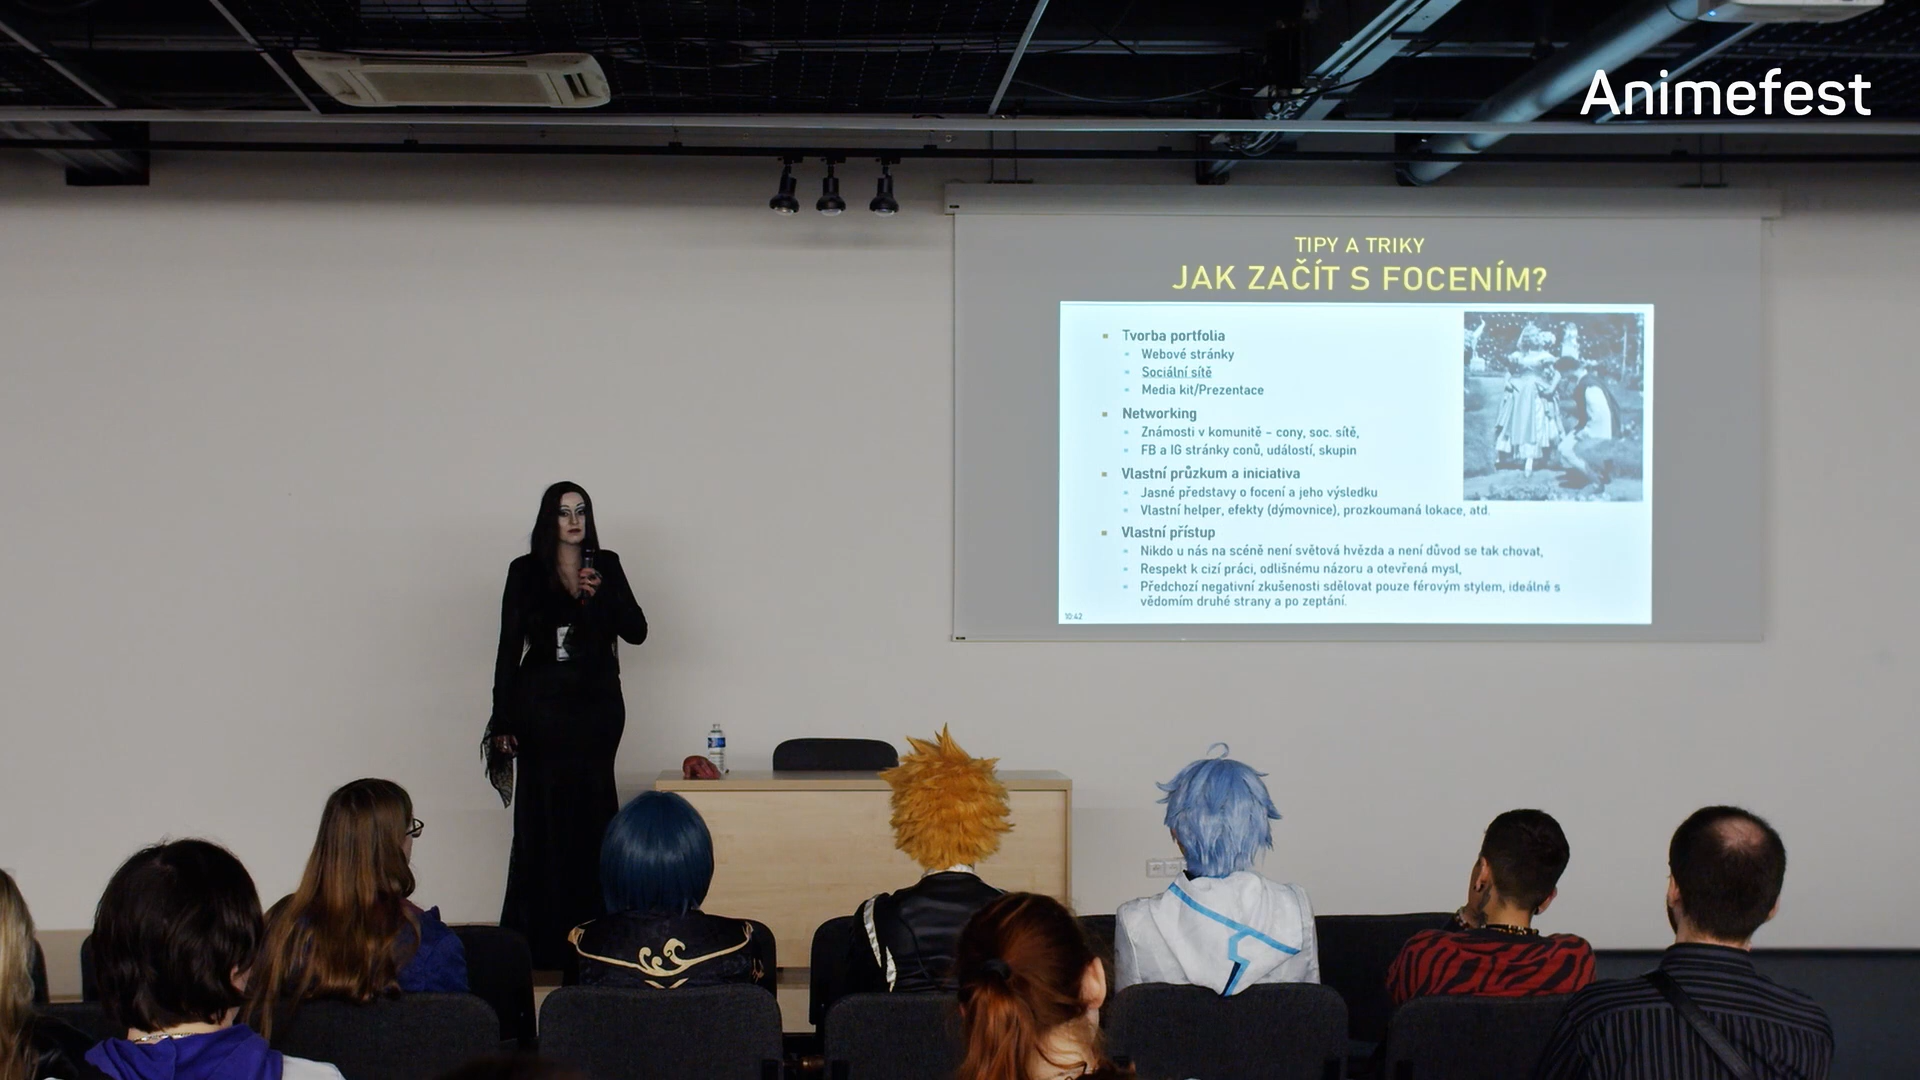 Animefest
TIPY A TRIKY
JAK ZAČÍT S FOCENÍM?
Tvorba portfolia
Webové stránky
Sociální sítě
Media kit/Prezentace
Networking
Známosti v komunitě – cony, soc. sítě,
FB a IG stránky conů, událostí, skupin
Vlastní průzkum a iniciativa
Jasné představy o focení a jeho výsledku
Vlastní helper, efekty (dýmovnice), prozkoumaná lokace, atd.
Vlastní přístup
Nikdo u nás na scéně není světová hvězda a není důvod se tak chovat,
Respekt k cizí práci, odlišnému názoru a otevřená mysl,
Předchozí negativní zkušenosti sdělovat pouze férovým stylem, ideálně s
vědomím druhé strany a po zeptání.
10:42